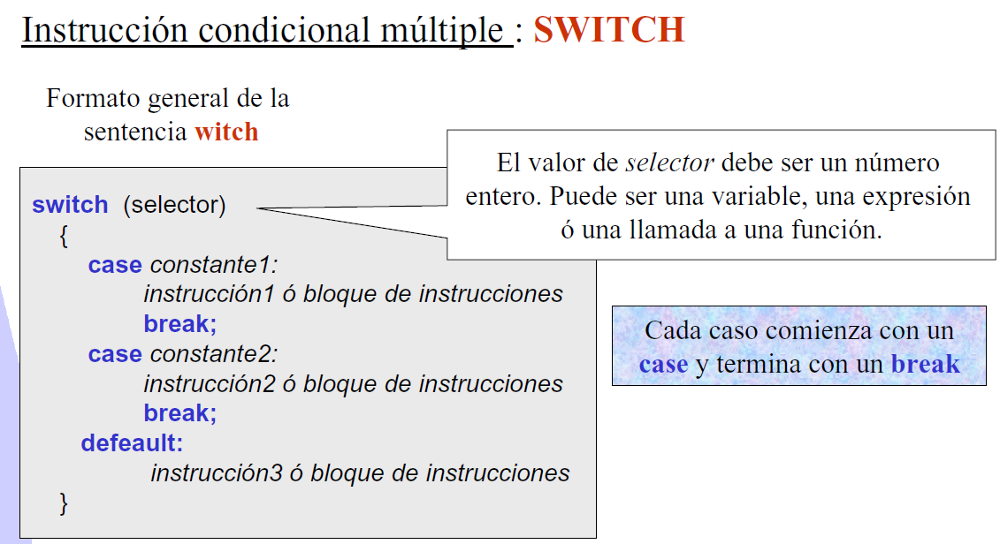 Instrucción condicional múltiple : SWITCH
Formato general de la
sentencia witch
El valor de selector debe ser un número
entero. Puede ser una variable, una expresión
ó una llamada a una función.
switch (selector)
{
case constante1:
instrucción1 ó bloque de instrucciones
break;
case constante2:
instrucción2 ó bloque de instrucciones
break;
defeault:
instrucción3 ó bloque de instrucciones
}
Cada caso comienza con un
case y termina con un break